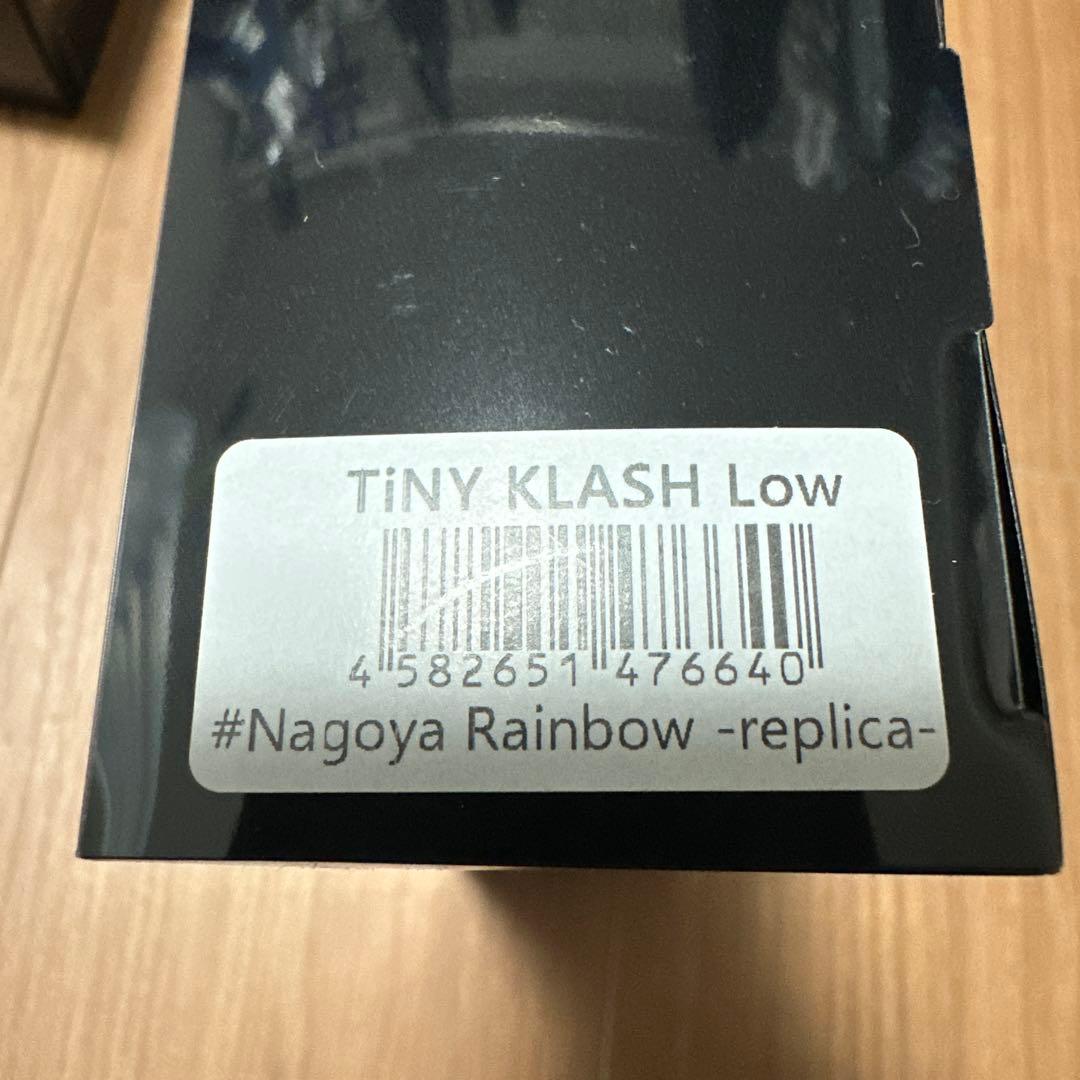 TiNY KLASH Low
4 582651 476640
#Nagoya Rainbow -replica-